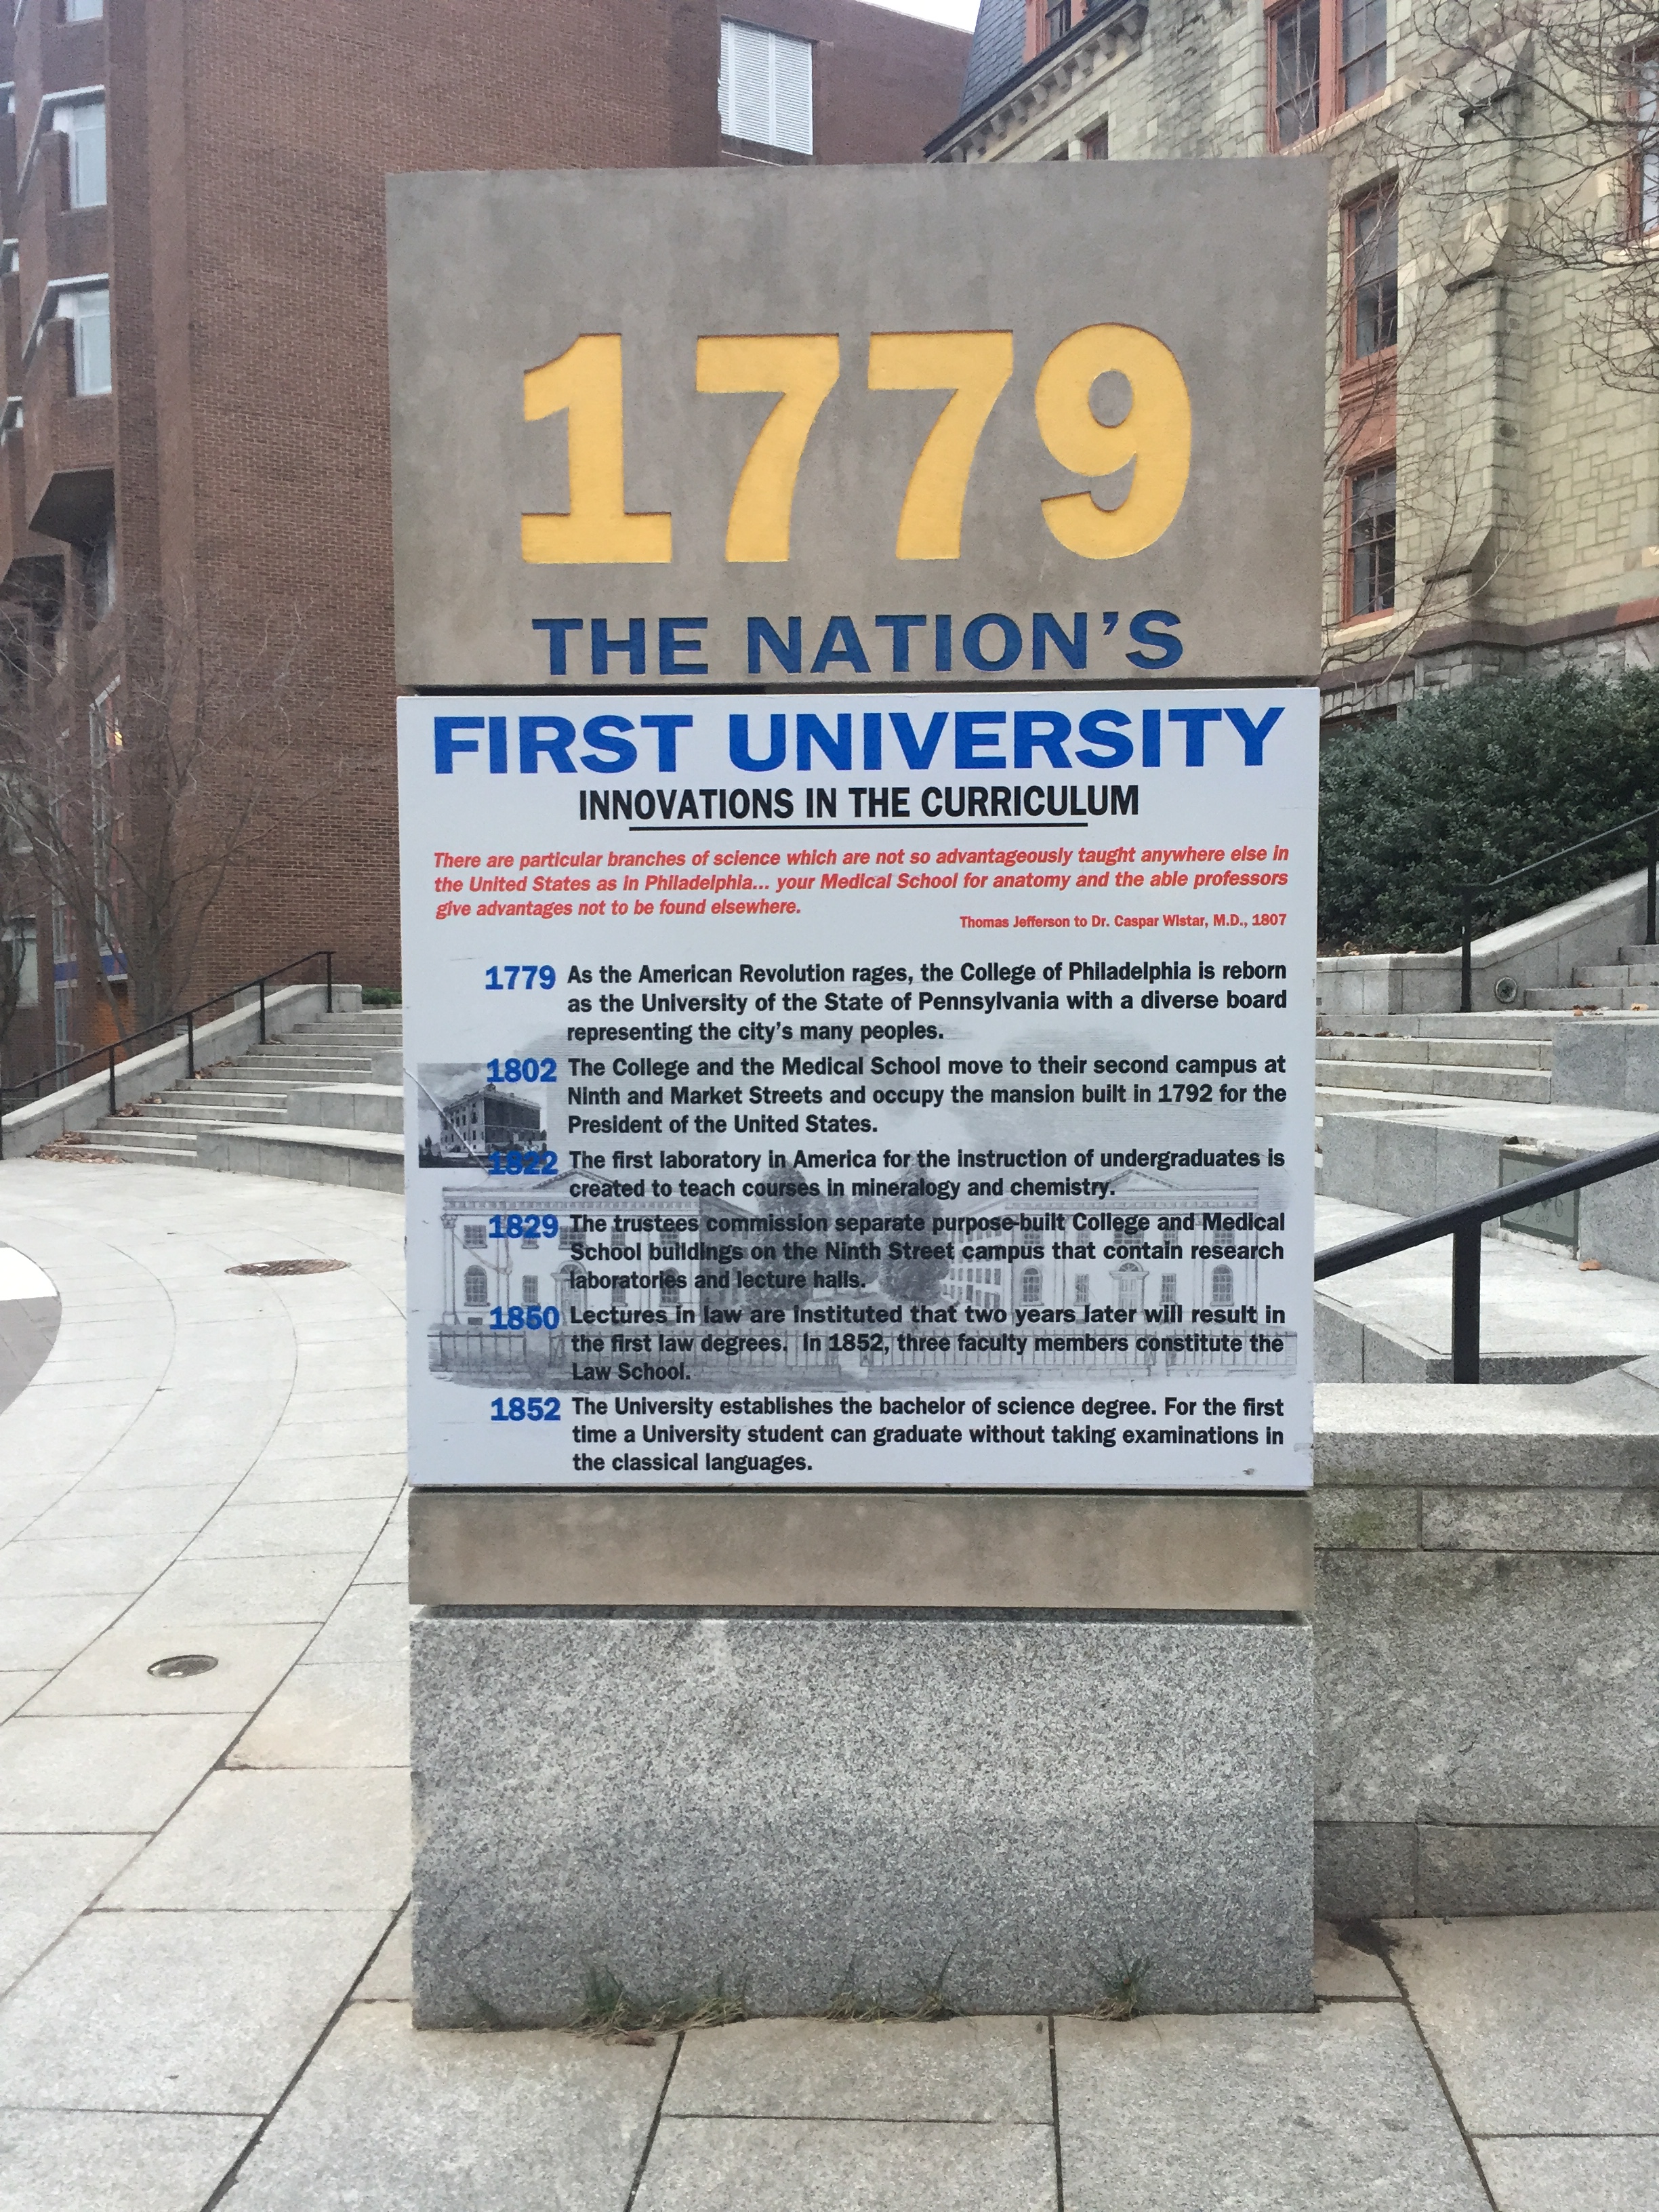 1779
THE NATION'S
FIRST UNIVERSITY
INNOVATIONS IN THE CURRICULUM
There are particular branches of science which are not so advantageously taught anywhere else in
the United States as in Philadelphia... your Medical School for anatomy and the able professors
give advantages not to be found elsewhere.
Thomas Jefferson to Dr. Caspar Wistar, M.D., 1807
1779 As the American Revolution rages, the College of Philadelphia is reborn
as the University of the State of Pennsylvania with a diverse board
representing the city's many peoples.
1802 The College and the Medical School move to their second campus at
Ninth and Market Streets and occupy the mansion built in 1792 for the
President of the United States.
1822 The first laboratory in America for the instruction of undergraduates is
created to teach courses in mineralogy and chemistry.
1829 The trustees commission separate purpose-built College and Medical
School buildings on the Ninth Street campus that contain research
laboratories and lecture halls.
1850 Lectures in law are instituted that two years later will result in
the first law degrees. In 1852, three faculty members constitute the
Law School.
1852 The University establishes the bachelor of science degree. For the first
time a University student can graduate without taking examinations in
the classical languages.